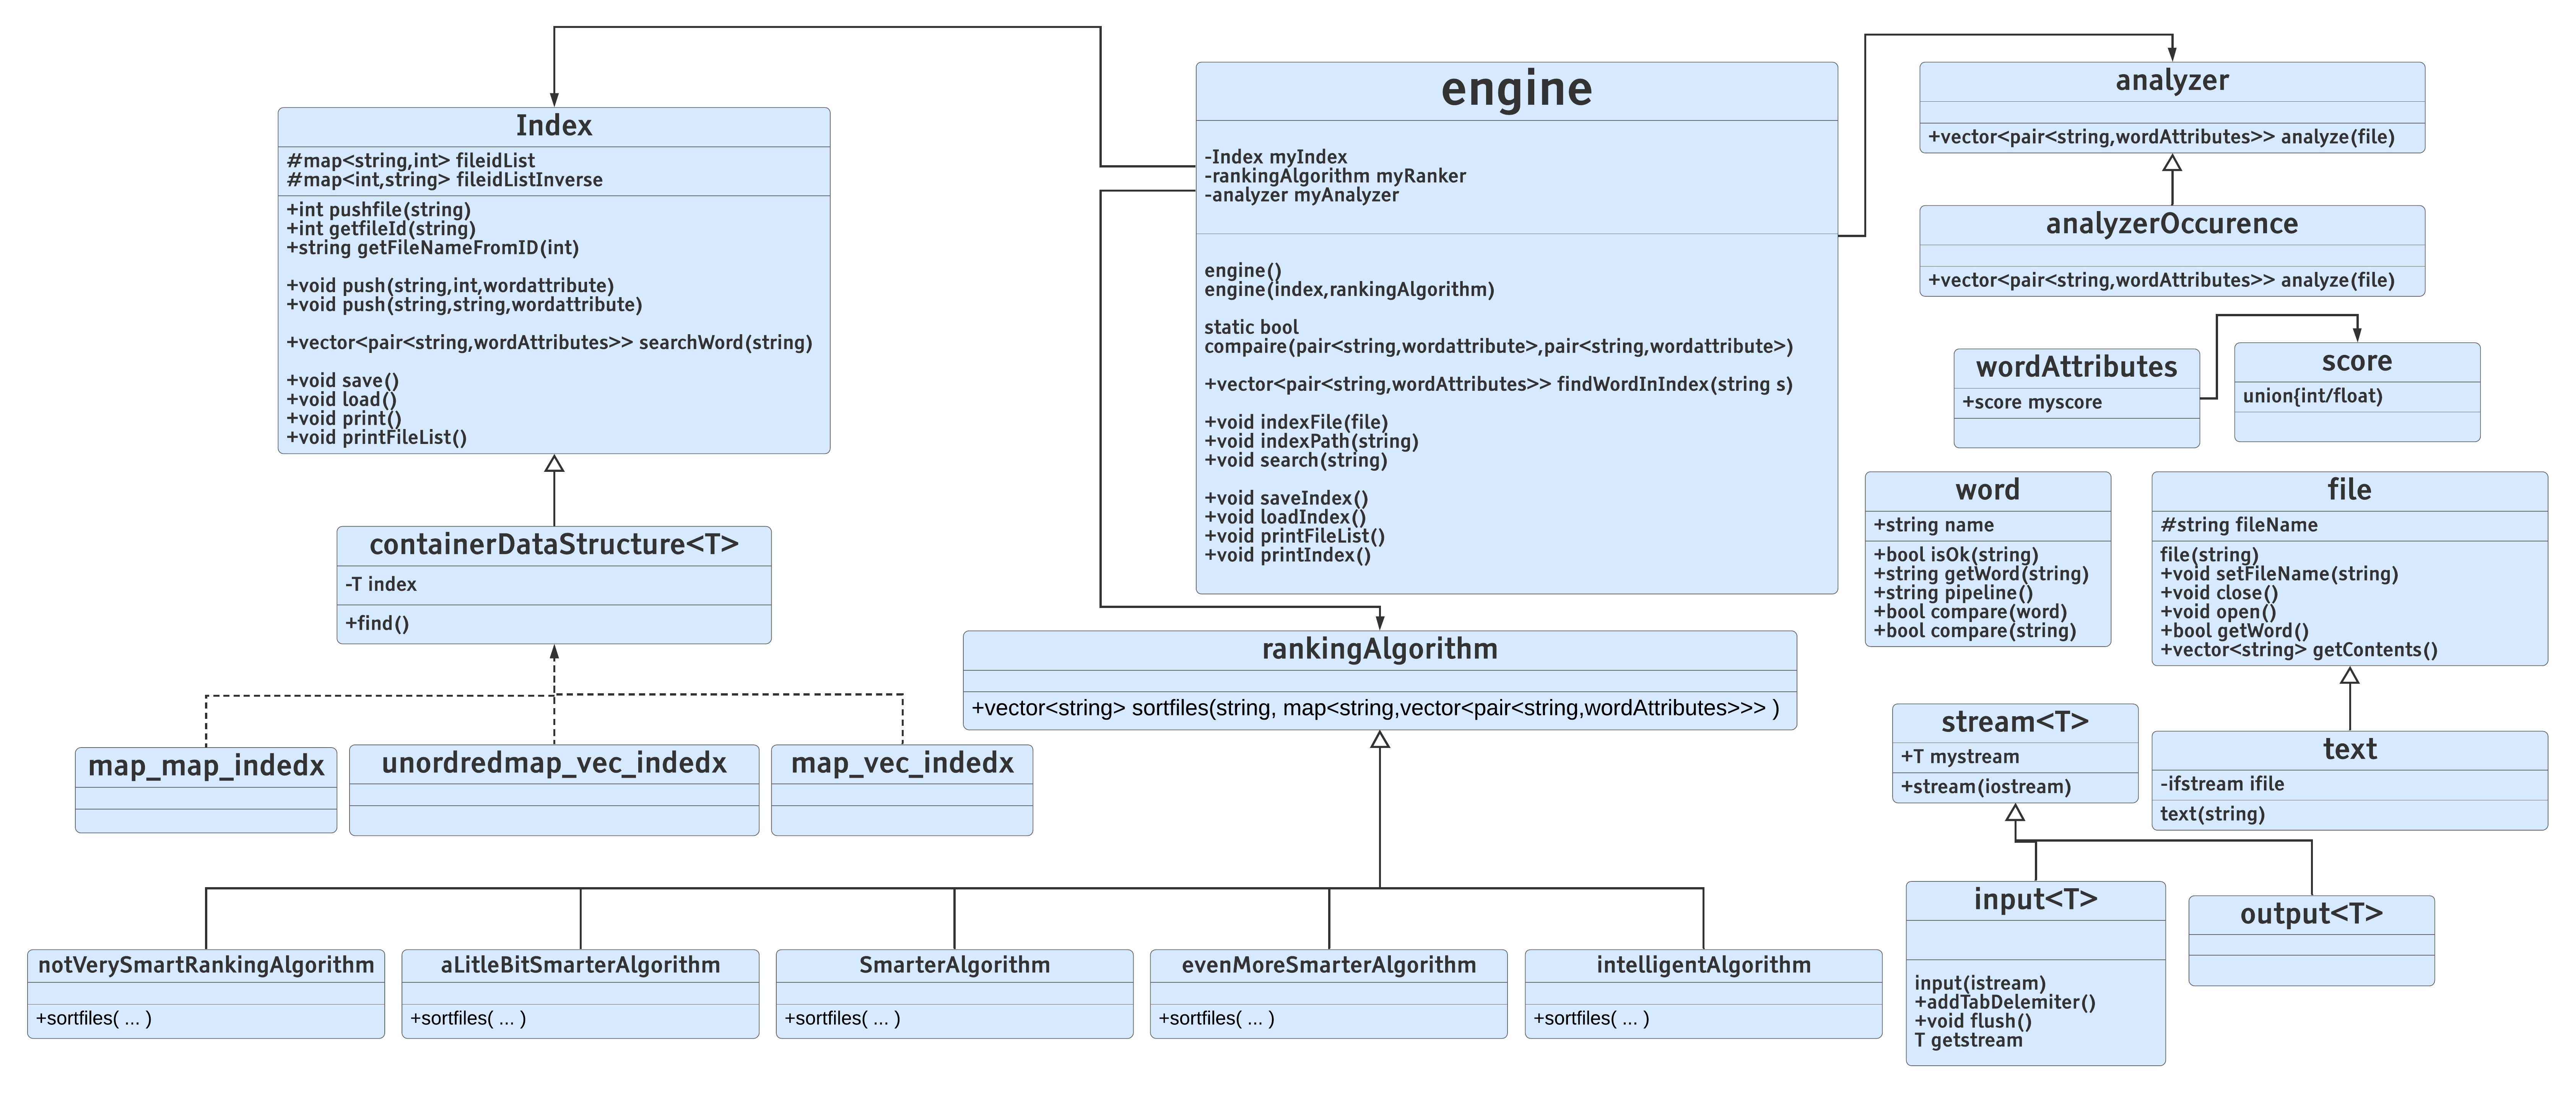 Index
#map<string,int> fileidList
#map<int,string> fileidListInverse
+int pushfile(string)
+int getfileId(string)
+string getFileNameFromID(int)
+void push(string,int,wordattribute)
+void push(string,string,wordattribute)
+vector<pair<string,wordAttributes>> searchWord(string)
+void save()
+void load()
+void print()
+void printFileList()
containerDataStructure<T>
-T index
+find()
map_map_indedx
unordredmap_vec_indedx
map_vec_indedx
engine
-Index myIndex
-rankingAlgorithm myRanker
-analyzer myAnalyzer
engine()
engine(index,rankingAlgorithm)
static bool
compaire(pair<string,wordattribute>,pair<string,wordattribute>)
+vector<pair<string,wordAttributes>> findWordInIndex(string s)
+void indexFile(file)
+void indexPath(string)
+void search(string)
+void saveIndex()
+void loadIndex()
+void printFileList()
+void printIndex()
rankingAlgorithm
+vector<string> sortfiles(string, map<string,vector<pair<string,wordAttributes>>> )
notVerySmartRankingAlgorithm
+sortfiles( ... )
aLitleBitSmarterAlgorithm
+sortfiles( ... )
SmarterAlgorithm
+sortfiles( ... )
evenMoreSmarterAlgorithm
+sortfiles( ... )
intelligentAlgorithm
+sortfiles( ... )
analyzer
+vector<pair<string,wordAttributes>> analyze(file)
analyzerOccurence
+vector<pair<string,wordAttributes>> analyze(file)
wordAttributes
+score myscore
score
union{int/float)
word
+string name
+bool isOk(string)
+string getWord(string)
+string pipeline()
+bool compare(word)
+bool compare(string)
file
#string fileName
file(string)
+void setFileName(string)
+void close()
+void open()
+bool getWord()
+vector<string> getContents()
stream<T>
+T mystream
+stream(iostream)
text
-ifstream ifile
text(string)
input<T>
input(istream)
+addTabDelemiter()
+void flush()
T getstream
output<T>